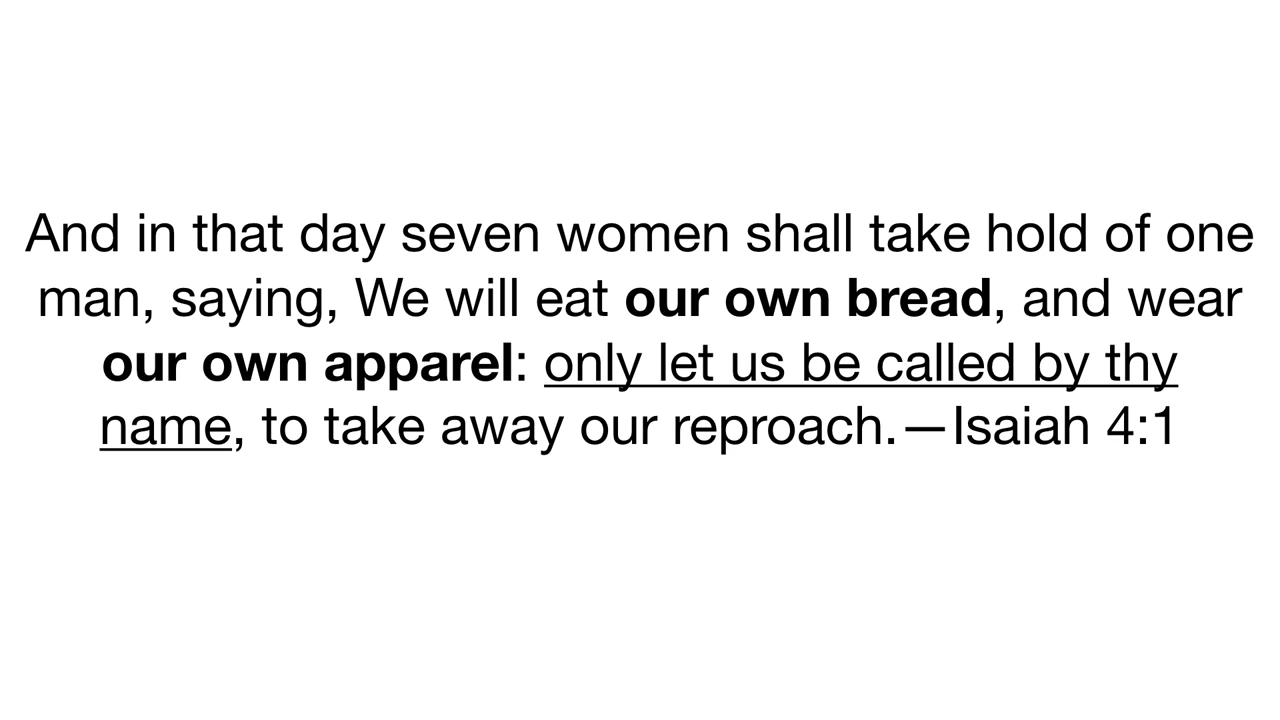 And in that day seven women shall take hold of one
man, saying, We will eat our own bread, and wear
our own apparel: only let us be called by thy
name, to take away our reproach.—Isaiah 4:1